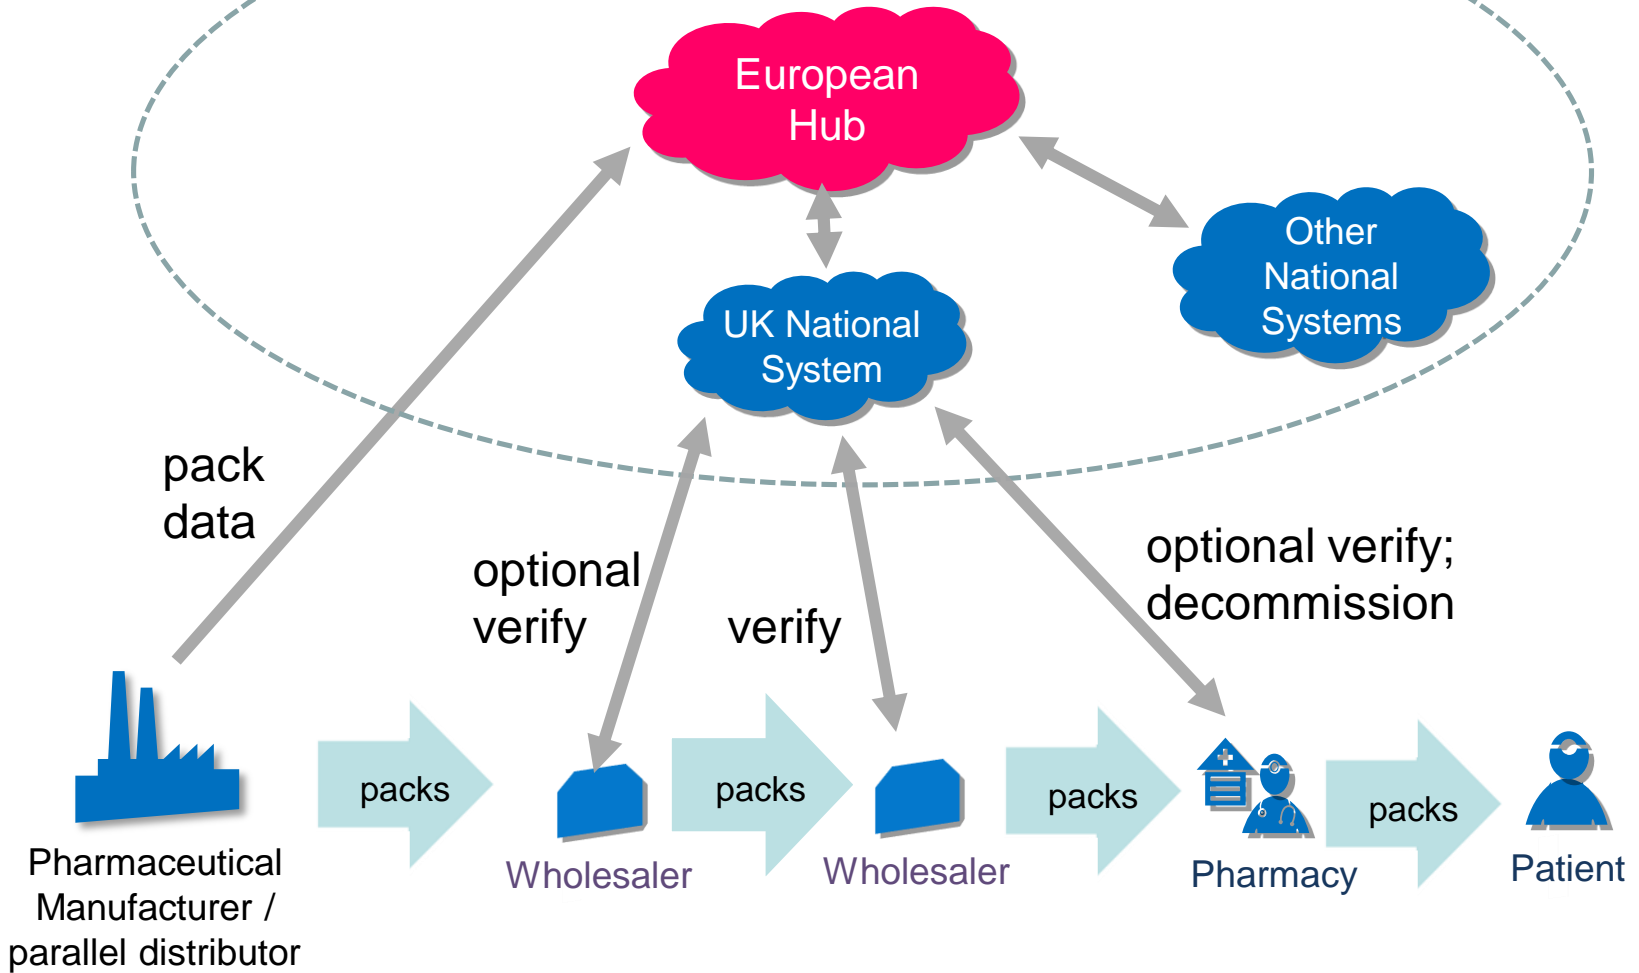 European
Hub
Other
National
Systems
UK National
System
pack
data
optional
verify
verify
optional verify;
decommission
packs
packs
packs
packs
Pharmaceutical
Manufacturer /
parallel distributor
Wholesaler
Wholesaler
Pharmacy
Patient